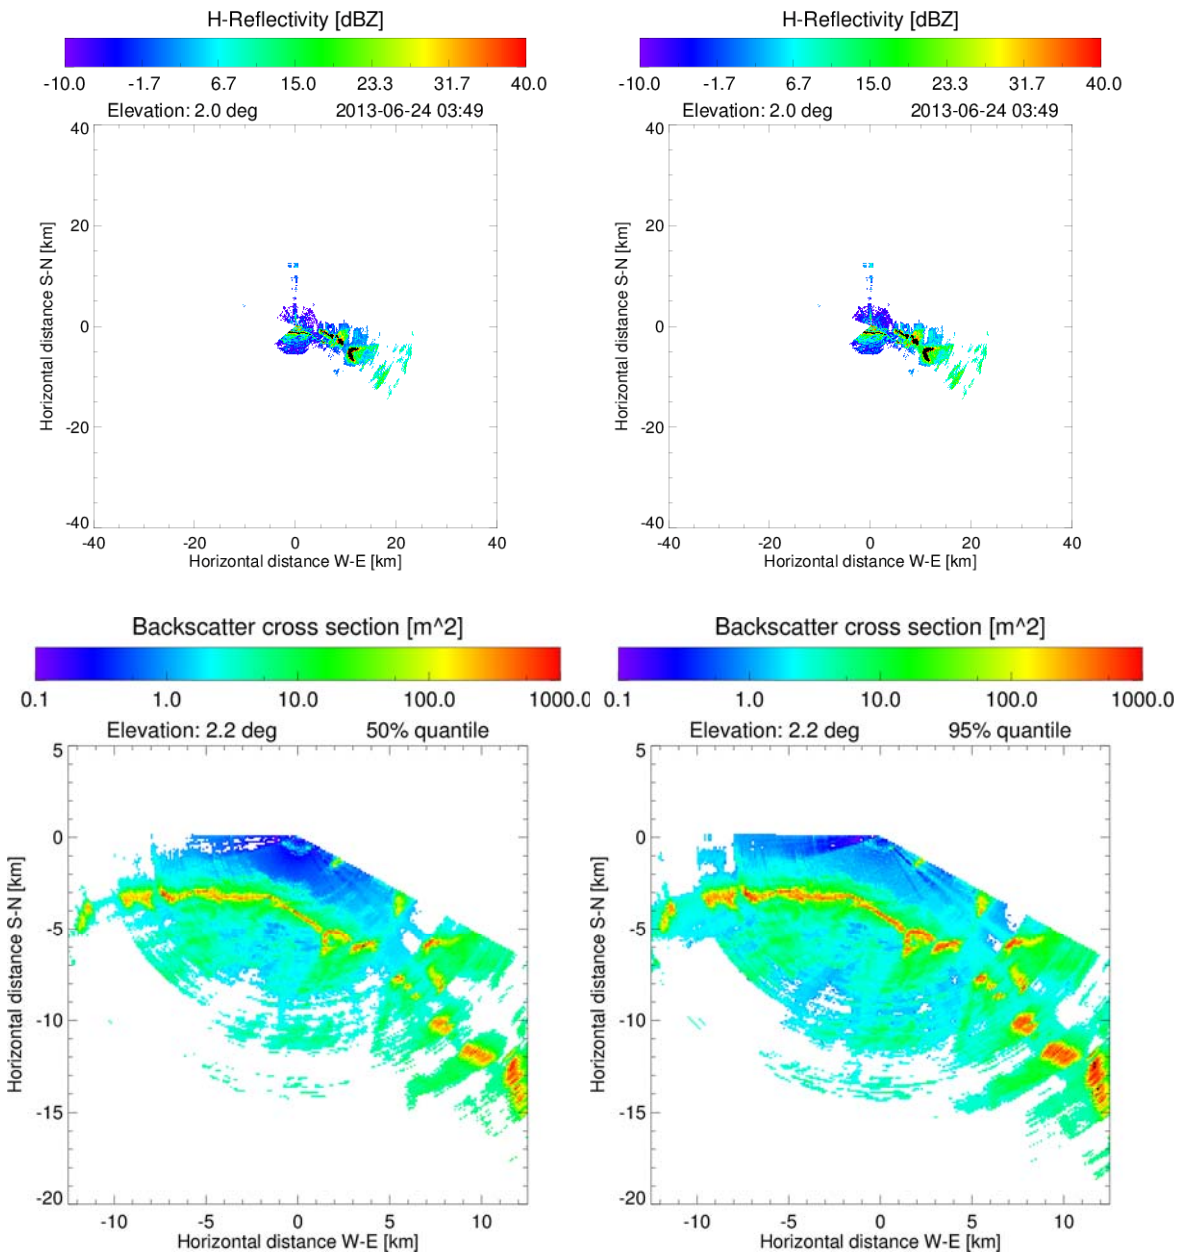 H-Reflectivity [dBZ]
-10.0 -1.7 6.7 15.0 23.3 31.7 40.0
Elevation: 2.0 deg 2013-06-24 03:49
40
20
0
-20
-40
-40 -20 0 20 40
Horizontal distance W-E [km]
Horizontal distance S-N [km]
H-Reflectivity [dBZ]
-10.0 -1.7 6.7 15.0 23.3 31.7 40.0
Elevation: 2.0 deg 2013-06-24 03:49
40
20
0
-20
-40
-40 -20 0 20 40
Horizontal distance W-E [km]
Horizontal distance S-N [km]
Backscatter cross section [m^2]
0.1 1.0 10.0 100.0 1000.0
Elevation: 2.2 deg 50% quantile
5
0
-5
-10
-15
-20
-10 -5 0 5 10
Horizontal distance W-E [km]
Horizontal distance S-N [km]
Backscatter cross section [m^2]
0.1 1.0 10.0 100.0 1000.0
Elevation: 2.2 deg 95% quantile
5
0
-5
-10
-15
-20
-10 -5 0 5 10
Horizontal distance W-E [km]
Horizontal distance S-N [km]